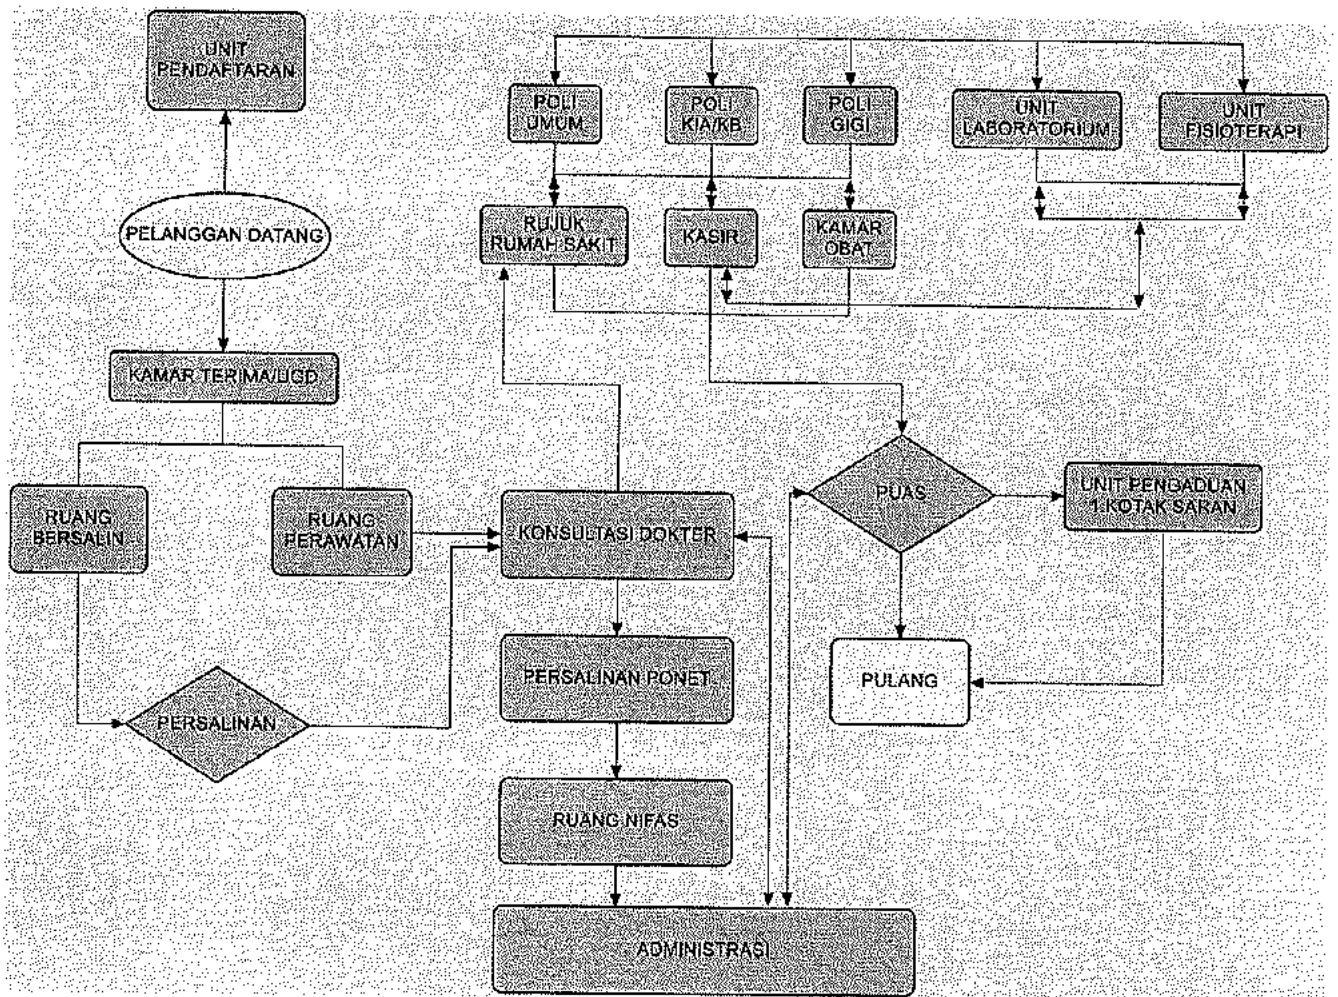 UNIT
PENDAFTARAN
POLI
UMUM
POLI
KIA/KB
POLI
GIGI
UNIT
LABORATORIUM
UNIT
FISIOTERAPI
PELANGGAN DATANG
RUJUK
RUMAH SAKIT
KASIR
KAMAR
OBAT
KAMAR TERIMA/UGD
RUANG
BERSALIN
RUANG
PERAWATAN
KONSULTASI DOKTER
PUAS
UNIT PENGADUAN
1.KOTAK SARAN
PERSALINAN
PERSALINAN PONET
PULANG
RUANG NIFAS
ADMINISTRASI